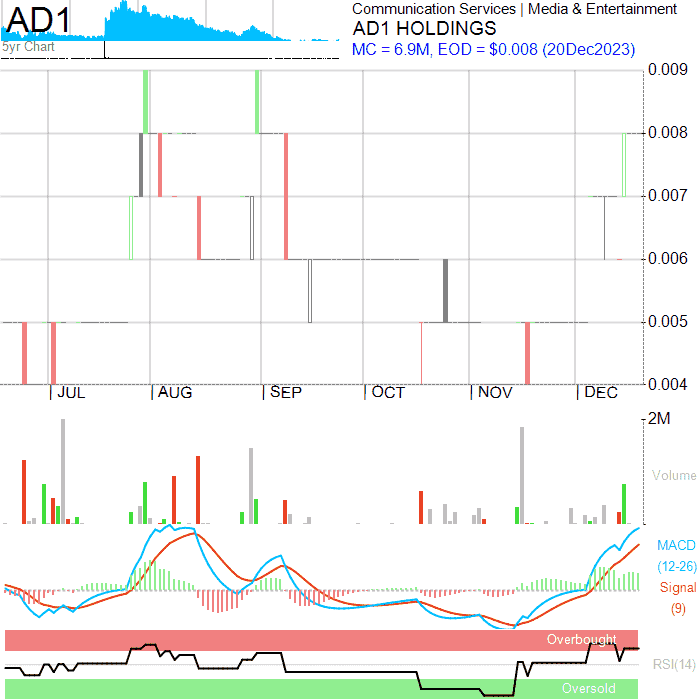 AD1
5yr Chart
Communication Services | Media & Entertainment
AD1 HOLDINGS
MC = 6.9M, EOD = $0.008 (20Dec2023)
0.009
0.008
0.007
0.006
0.005
0.004
JUL AUG SEP OCT NOV DEC
2M
Volume
MACD
(12-26)
Signal
(9)
Overbought
RSI(14)
Oversold